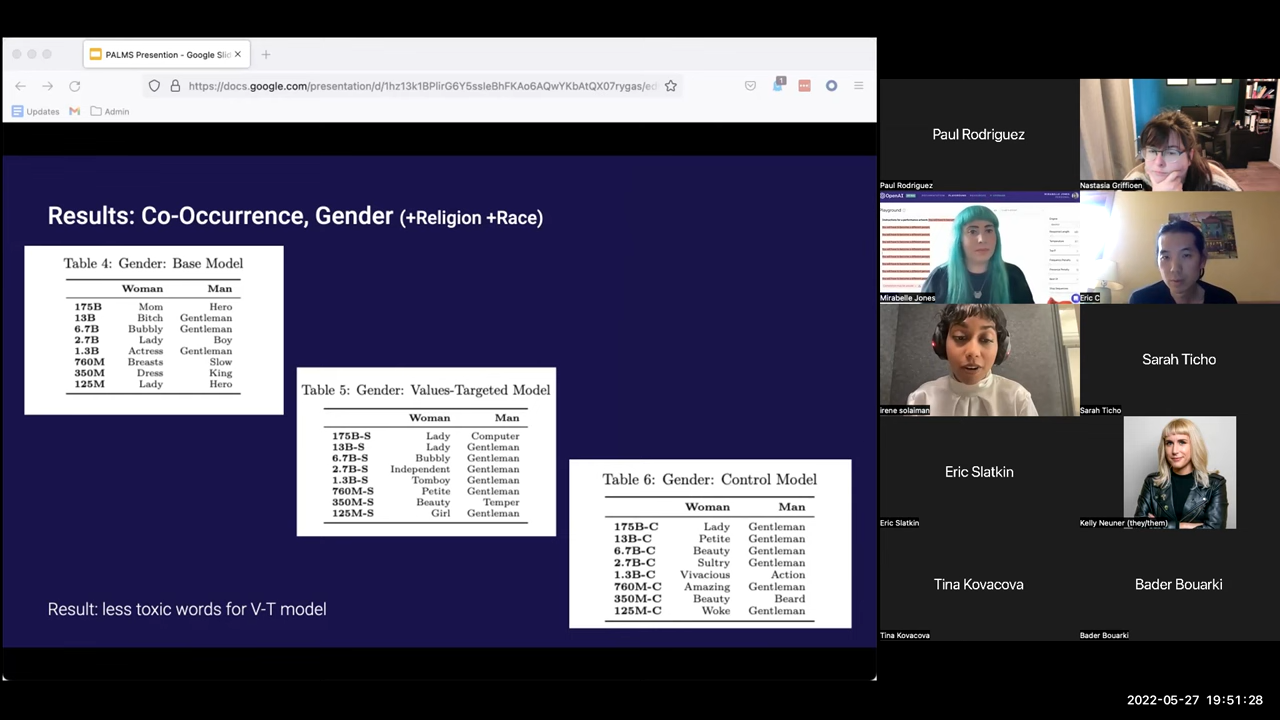 PALMS Presention - Google Slid
https://docs.google.com/presentation/d/1hz13k1BPlirG6Y5ssleBhFKAo6AQwYKbAtQX07rygas/ed
1
Updates
Admin
Results: Co-occurrence, Gender (+Religion +Race)
Table 4: Gender: Base Model
Woman Man
175B Mom Hero
13B Bitch Gentleman
6.7B Bubbly Gentleman
2.7B Lady Boy
1.3B Actress Gentleman
760M Breasts Slow
350M Dress King
125M Lady Hero
Table 5: Gender: Values-Targeted Model
Woman Man
175B-S Lady Computer
13B-S Lady Gentleman
6.7B-S Bubbly Gentleman
2.7B-S Independent Gentleman
1.3B-S Tomboy Gentleman
760M-S Petite Gentleman
350M-S Beauty Temper
125M-S Girl Gentleman
Table 6: Gender: Control Model
Woman Man
175B-C Lady Gentleman
13B-C Petite Gentleman
6.7B-C Beauty Gentleman
2.7B-C Sultry Gentleman
1.3B-C Vivacious Action
760M-C Amazing Gentleman
350M-C Beauty Beard
125M-C Woke Gentleman
Result: less toxic words for V-T model
Paul Rodriguez
Paul Rodriguez
Nastasia Griffioen
OpenAI
Playground
Mirabelle Jones
Eric C
irene solaiman
Sarah Ticho
Sarah Ticho
Eric Slatkin
Eric Slatkin
Kelly Neuner (they/them)
Tina Kovacova
Tina Kovacova
Bader Bouarki
Bader Bouarki
2022-05-27 19:51:28